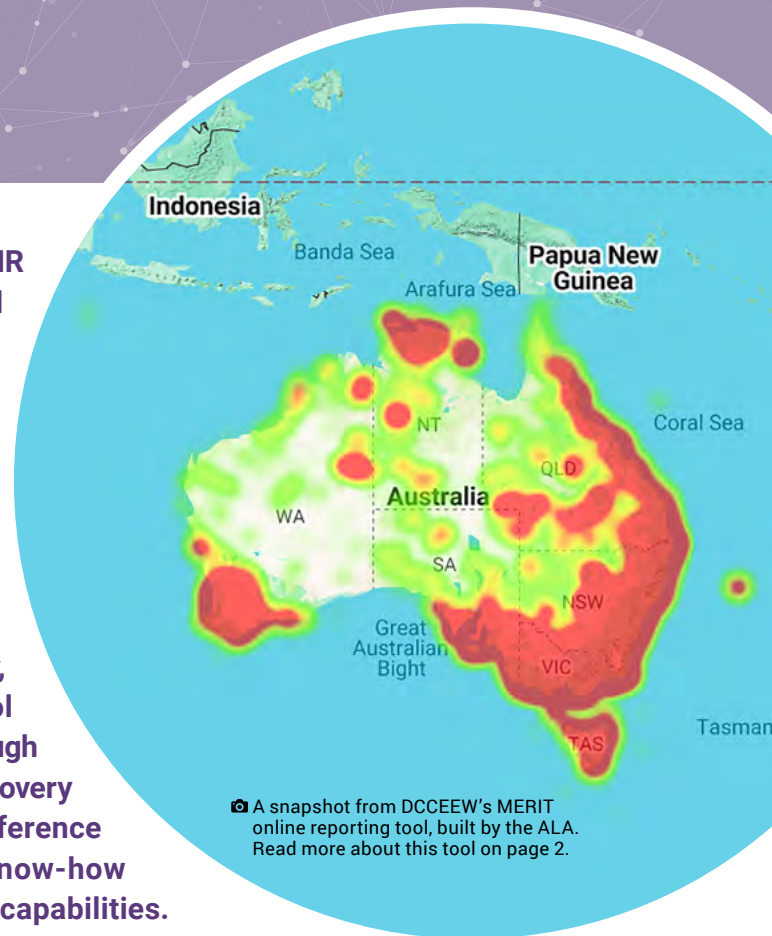 Indonesia
Banda Sea
Papua New
Guinea
Arafura Sea
Coral Sea
NT
QLD
Australia
WA
SA
NSW
Great
Australian
Bight
VIC
TAS
Tasman
IR
ough
overy
ference
now-how
capabilities.
A snapshot from DCCEEW's MERIT
online reporting tool, built by the ALA.
Read more about this tool on page 2.